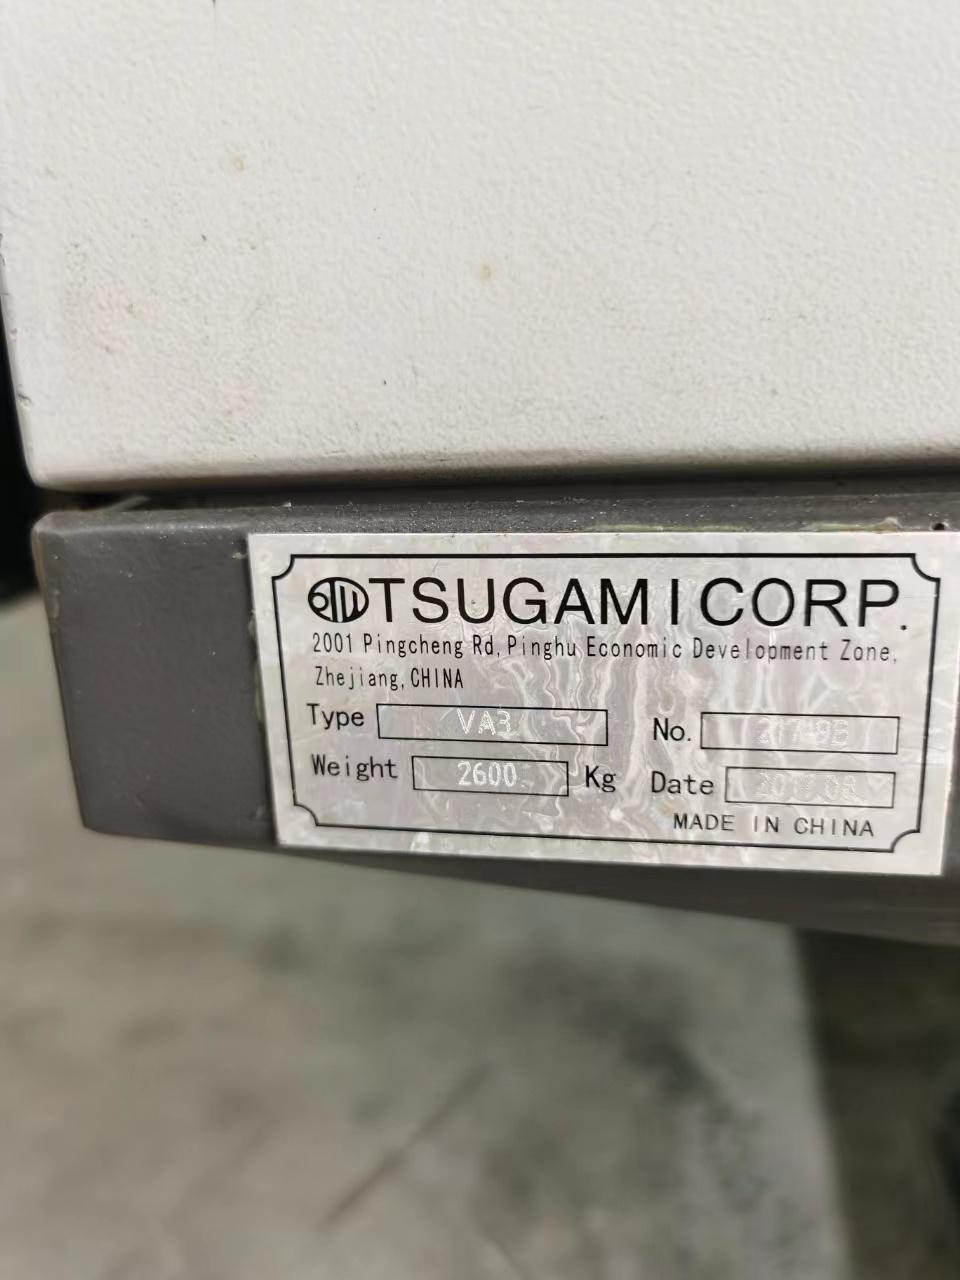 TSUGAMI CORP.
2001 Pingcheng Rd, Pinghu Economic Development Zone,
Zhejiang, CHINA
Type VA3 No.
Weight 2600 Kg Date
MADE IN CHINA